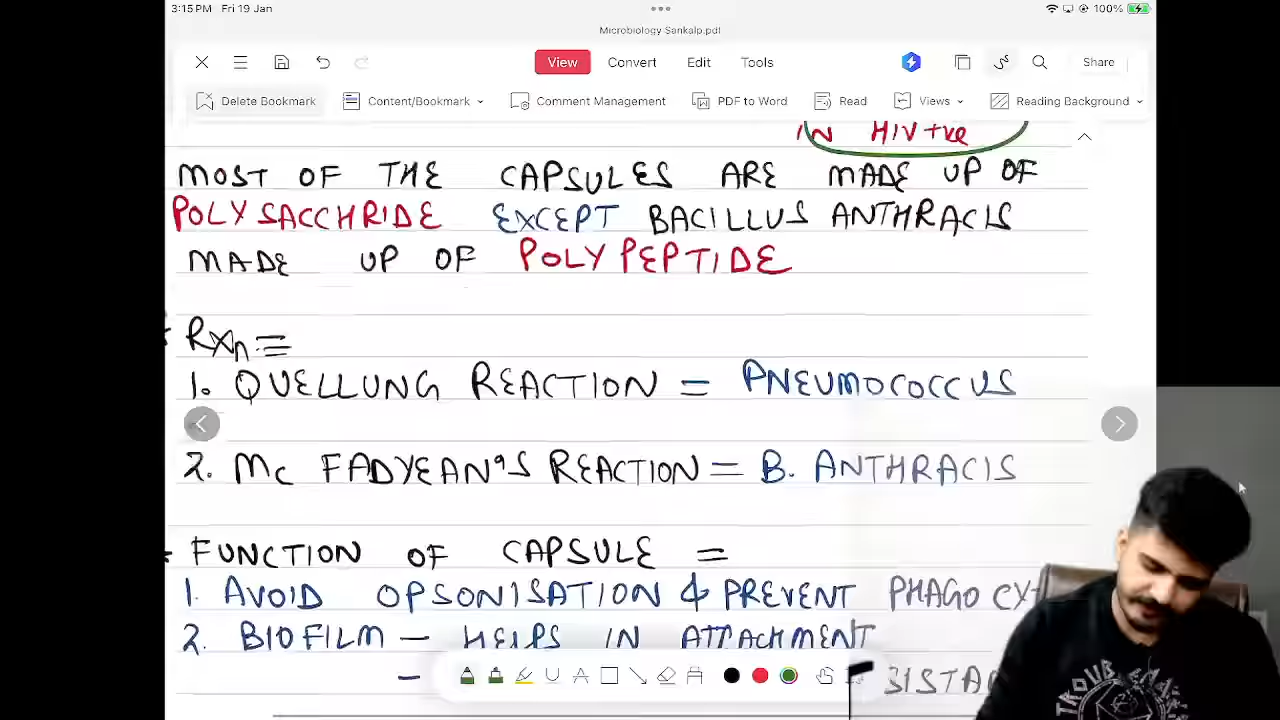 3:15 PM Fri 19 Jan
100%
Microbiology Sankalp.pdf
View Convert Edit Tools Share
Delete Bookmark Content/Bookmark Comment Management PDF to Word Read Views Reading Background
IN HIV +ve
MOST OF THE CAPSULES ARE MADE UP OF
POLYSACCHRIDE EXCEPT BACILLUS ANTHRACIS
MADE UP OF POLYPEPTIDE
* Rxn =
1. QUELLUNG REACTION = PNEUMOCOCCUS
2. Mc FADYEAN'S REACTION = B. ANTHRACIS
* FUNCTION OF CAPSULE =
1. AVOID OPSONISATION & PREVENT PHAGOCY
2. BIOFILM – HELPS IN ATTACHMENT
– SISTAN